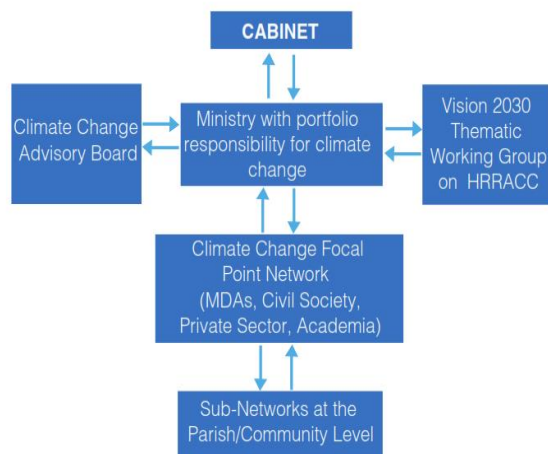 CABINET
Climate Change
Advisory Board
Ministry with portfolio
responsibility for climate
change
Vision 2030
Thematic
Working Group
on HRRACC
Climate Change Focal
Point Network
(MDAs, Civil Society,
Private Sector, Academia)
Sub-Networks at the
Parish/Community Level